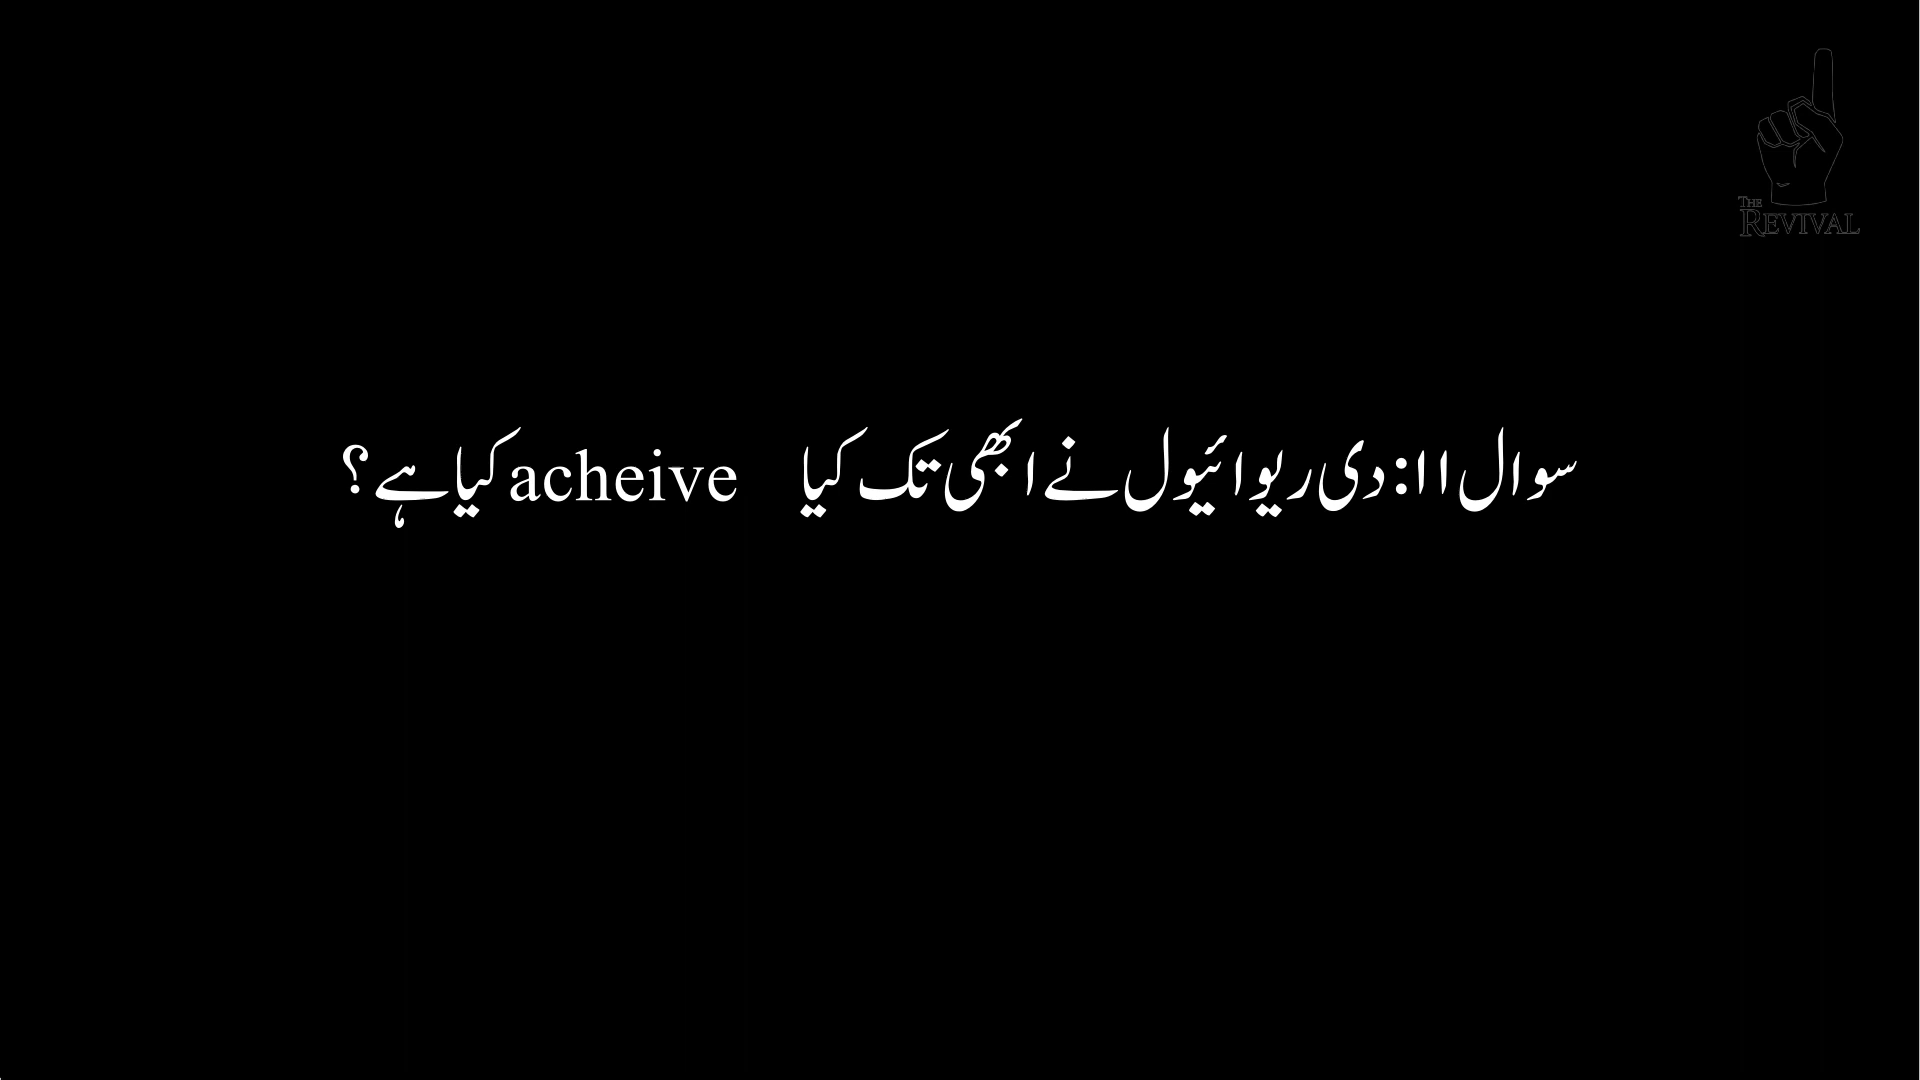 THE
REVIVAL
سوال ۱۱: دی ریوائیول نے ابھی تک کیا acheive کیا ہے؟